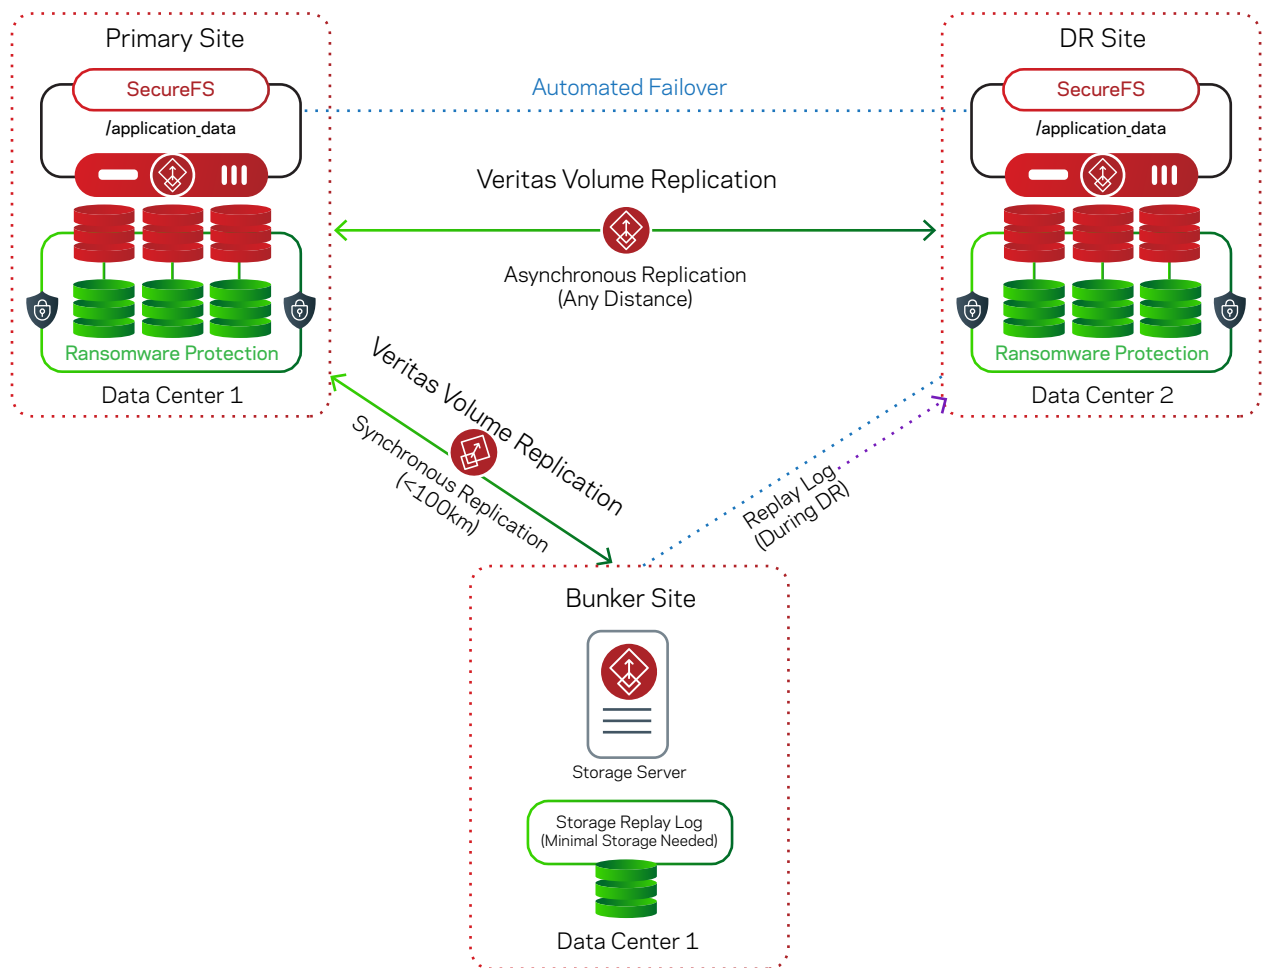 Primary Site
SecureFS
/application_data
Ransomware Protection
Data Center 1
Automated Failover
Veritas Volume Replication
Asynchronous Replication
(Any Distance)
DR Site
SecureFS
/application_data
Ransomware Protection
Data Center 2
Veritas Volume Replication
Synchronous Replication
(<100km)
Replay Log
(During DR)
Bunker Site
Storage Server
Storage Replay Log
(Minimal Storage Needed)
Data Center 1